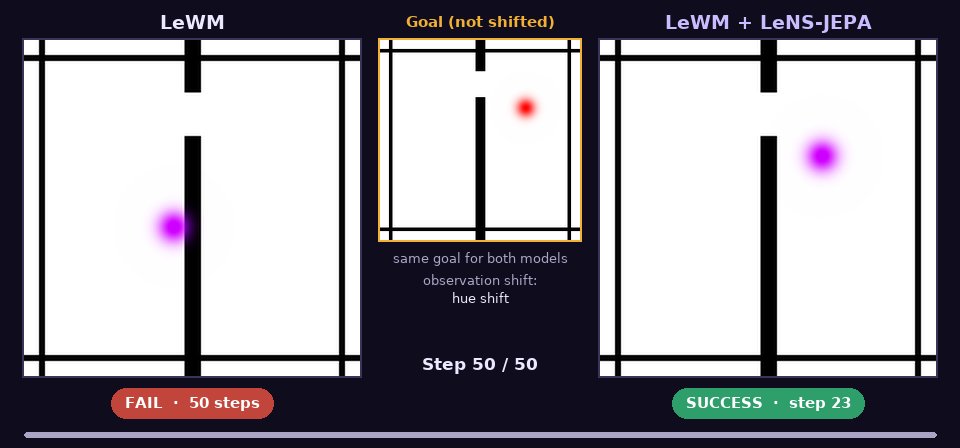 LeWM
Goal (not shifted)
LeWM + LeNS-JEPA
same goal for both models
observation shift:
hue shift
Step 50 / 50
FAIL · 50 steps
SUCCESS · step 23